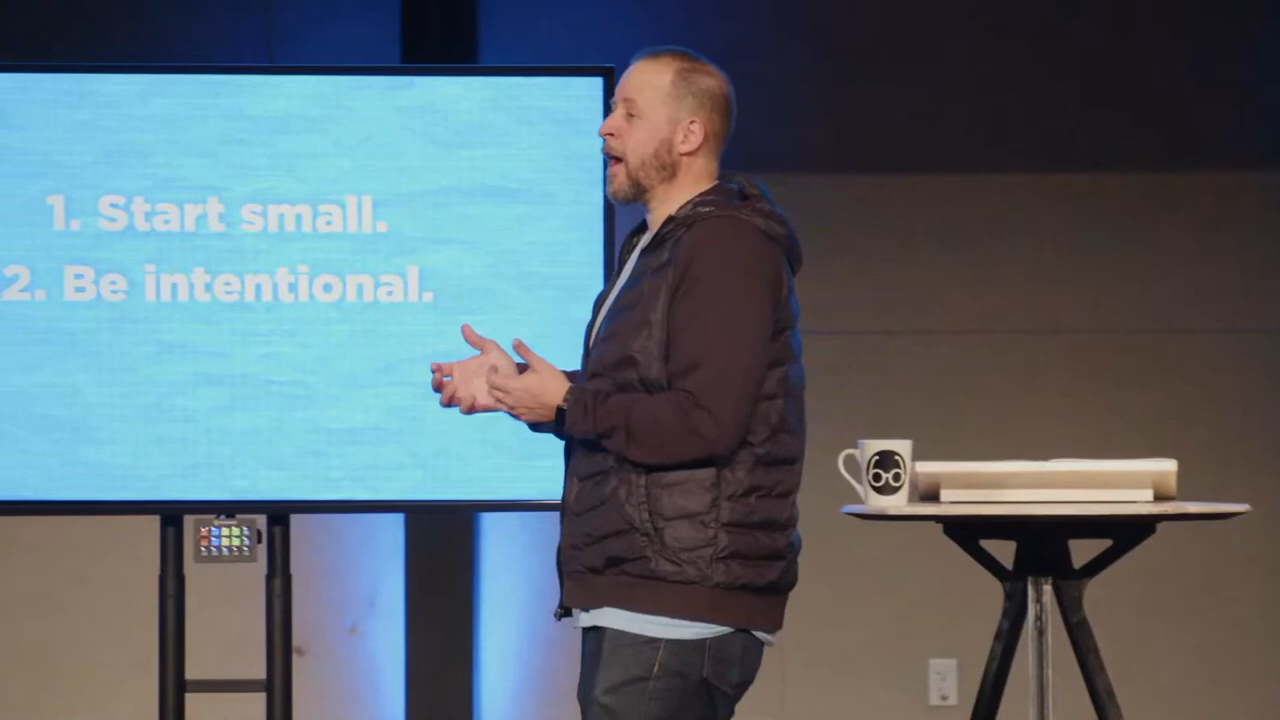 1. Start small.
2. Be intentional.